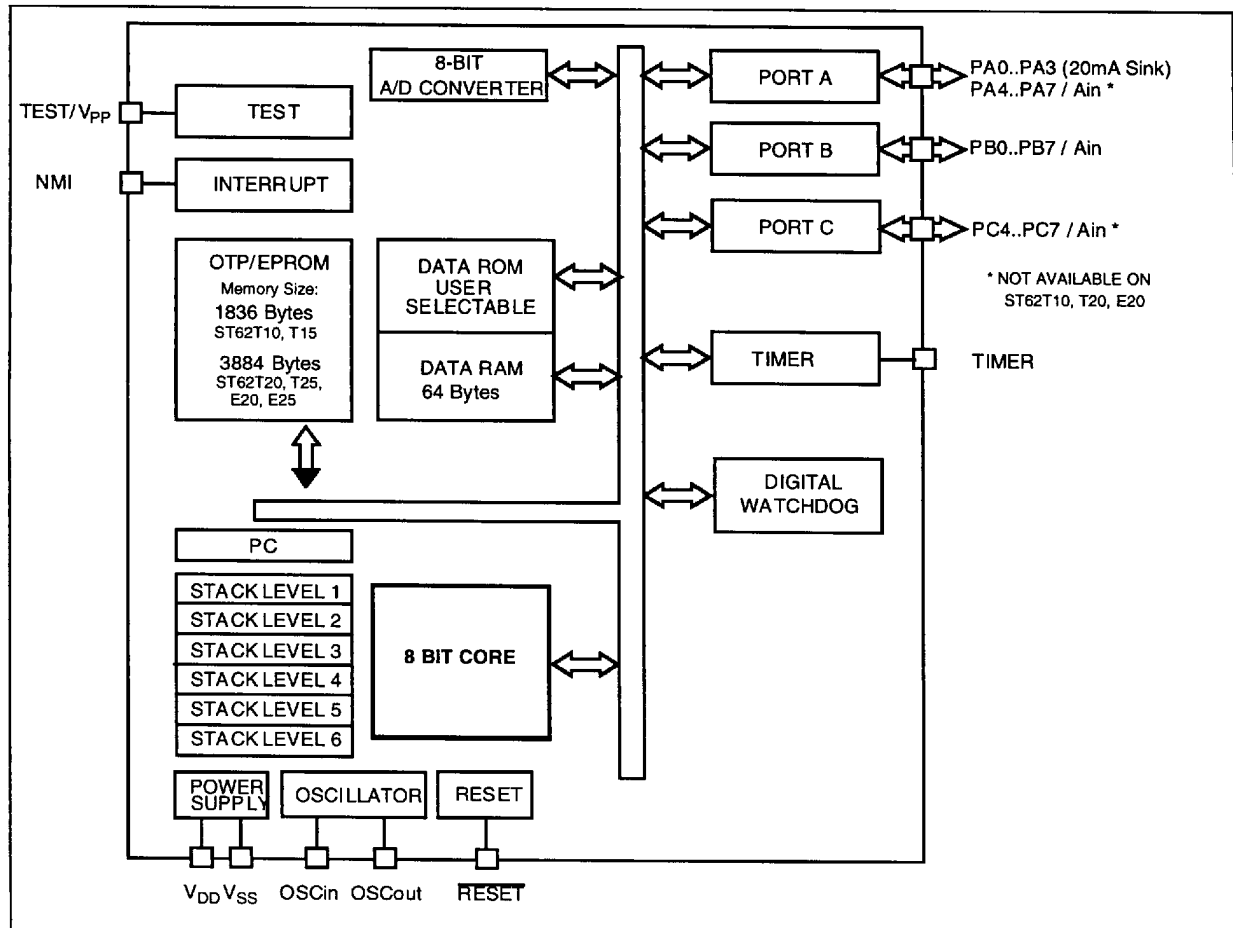 8-BIT
A/D CONVERTER
PORT A
PA0..PA3 (20mA Sink)
PA4..PA7 / Ain *
TEST/VPP
TEST
PORT B
PB0..PB7 / Ain
NMI
INTERRUPT
PORT C
PC4..PC7 / Ain *
OTP/EPROM
Memory Size:
1836 Bytes
ST62T10, T15
3884 Bytes
ST62T20, T25,
E20, E25
DATA ROM
USER
SELECTABLE
DATA RAM
64 Bytes
* NOT AVAILABLE ON
ST62T10, T20, E20
TIMER
TIMER
DIGITAL
WATCHDOG
PC
STACK LEVEL 1
STACK LEVEL 2
STACK LEVEL 3
STACK LEVEL 4
STACK LEVEL 5
STACK LEVEL 6
8 BIT CORE
POWER
SUPPLY
OSCILLATOR
RESET
VDD VSS
OSCin
OSCout
RESET